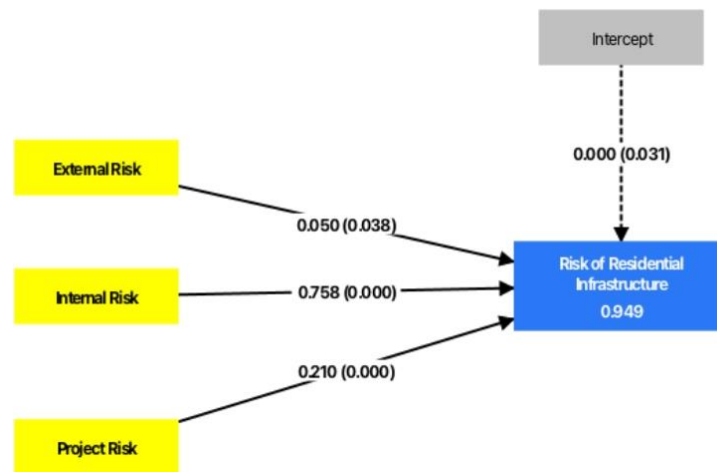 Intercept
0.000 (0.031)
External Risk
0.050 (0.038)
Risk of Residential
Infrastructure
0.949
Internal Risk
0.758 (0.000)
0.210 (0.000)
Project Risk